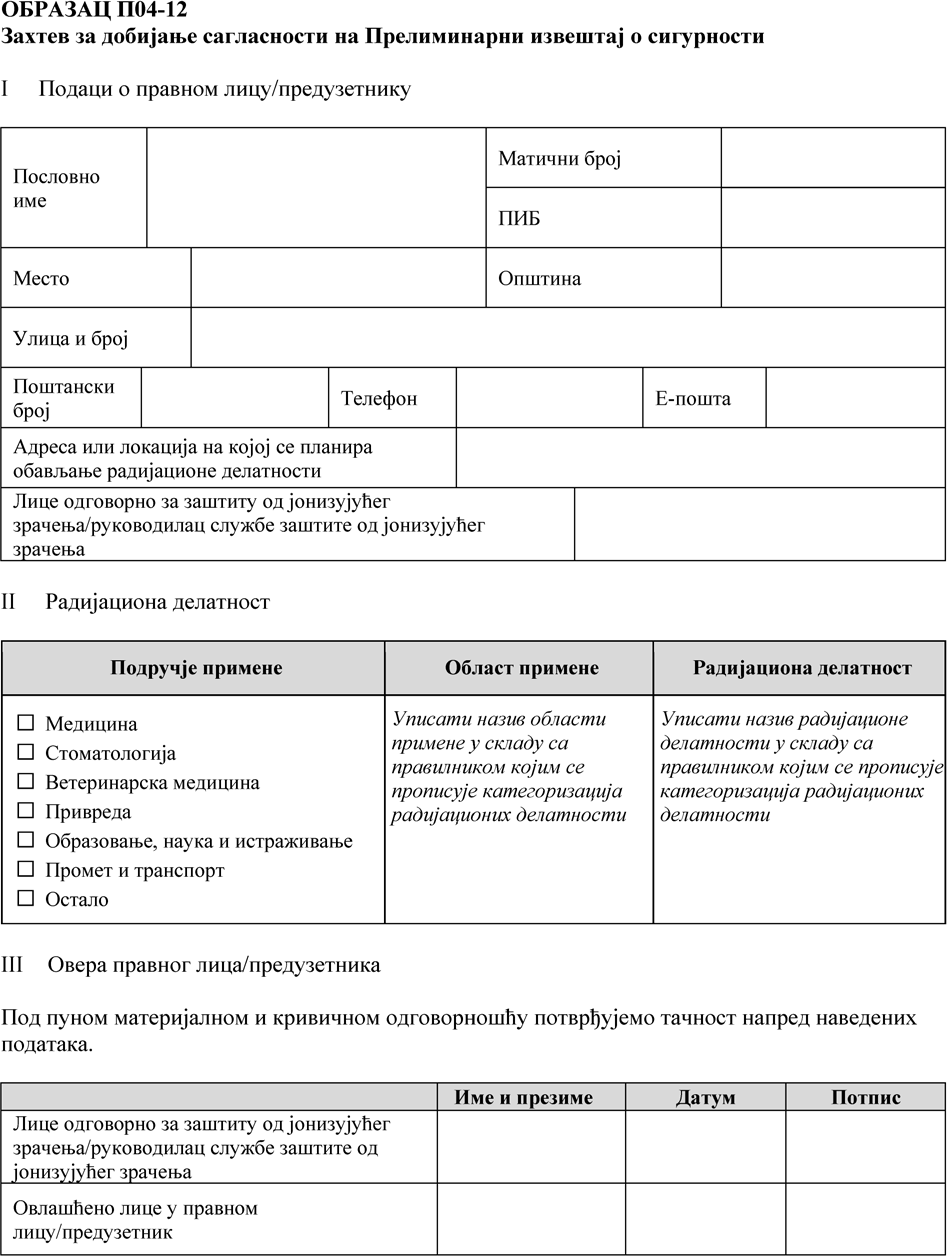 ОБРАЗАЦ П04-12
Захтев за добијање сагласности на Прелиминарни извештај о сигурности
I Подаци о правном лицу/предузетнику
Пословно
име
Матични број
ПИБ
Место
Општина
Улица и број
Поштански
број
Телефон
Е-пошта
Адреса или локација на којој се планира
обављање радијационе делатности
Лице одговорно за заштиту од јонизујућег
зрачења/руководилац службе заштите од јонизујућег
зрачења
II Радијациона делатност
Подручје примене
Област примене
Радијациона делатност
☐ Медицина
☐ Стоматологија
☐ Ветеринарска медицина
☐ Привреда
☐ Образовање, наука и истраживање
☐ Промет и транспорт
☐ Остало
Уписати назив области
примене у складу са
правилником којим се
прописује категоризација
радијационих делатности
Уписати назив радијационе
делатности у складу са
правилником којим се прописује
категоризација радијационих
делатности
III Овера правног лица/предузетника
Под пуном материјалном и кривичном одговорношћу потврђујемо тачност напред наведених
података.
Име и презиме
Датум
Потпис
Лице одговорно за заштиту од јонизујућег
зрачења/руководилац службе заштите од
јонизујућег зрачења
Овлашћено лице у правном
лицу/предузетник